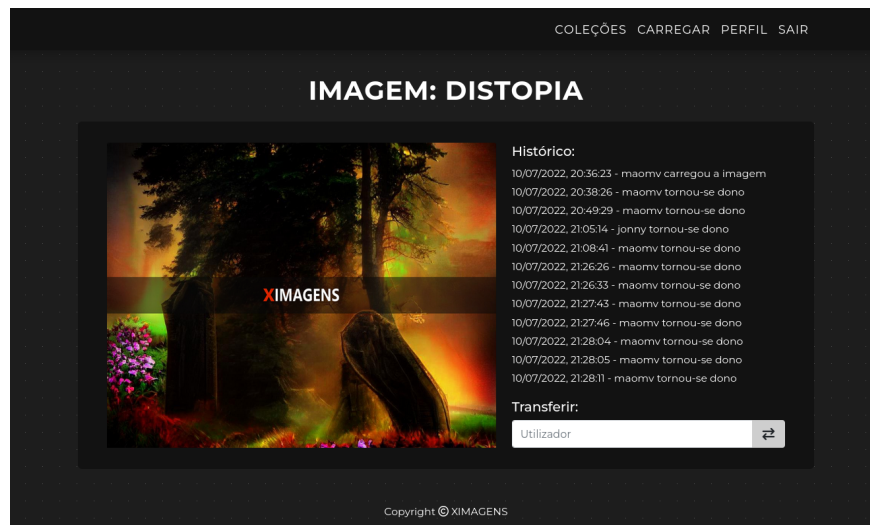 COLEÇÕES CARREGAR PERFIL SAIR
IMAGEM: DISTOPIA
XIMAGENS
Histórico:
10/07/2022, 20:36:23 - maomv carregou a imagem
10/07/2022, 20:38:26 - maomv tornou-se dono
10/07/2022, 20:49:29 - maomv tornou-se dono
10/07/2022, 21:05:14 - jonny tornou-se dono
10/07/2022, 21:08:41 - maomv tornou-se dono
10/07/2022, 21:26:26 - maomv tornou-se dono
10/07/2022, 21:26:33 - maomv tornou-se dono
10/07/2022, 21:27:43 - maomv tornou-se dono
10/07/2022, 21:27:46 - maomv tornou-se dono
10/07/2022, 21:28:04 - maomv tornou-se dono
10/07/2022, 21:28:05 - maomv tornou-se dono
10/07/2022, 21:28:11 - maomv tornou-se dono
Transferir:
Utilizador
Copyright © XIMAGENS